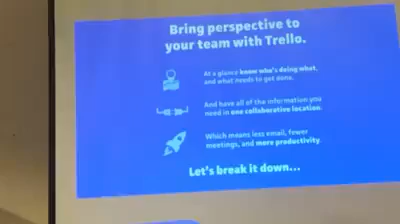 Bring perspective to
your team with Trello.
At a glance know who's doing what,
and what needs to get done.
And have all of the information you
need in one collaborative location.
Which means less email, fewer
meetings, and more productivity.
Let's break it down...